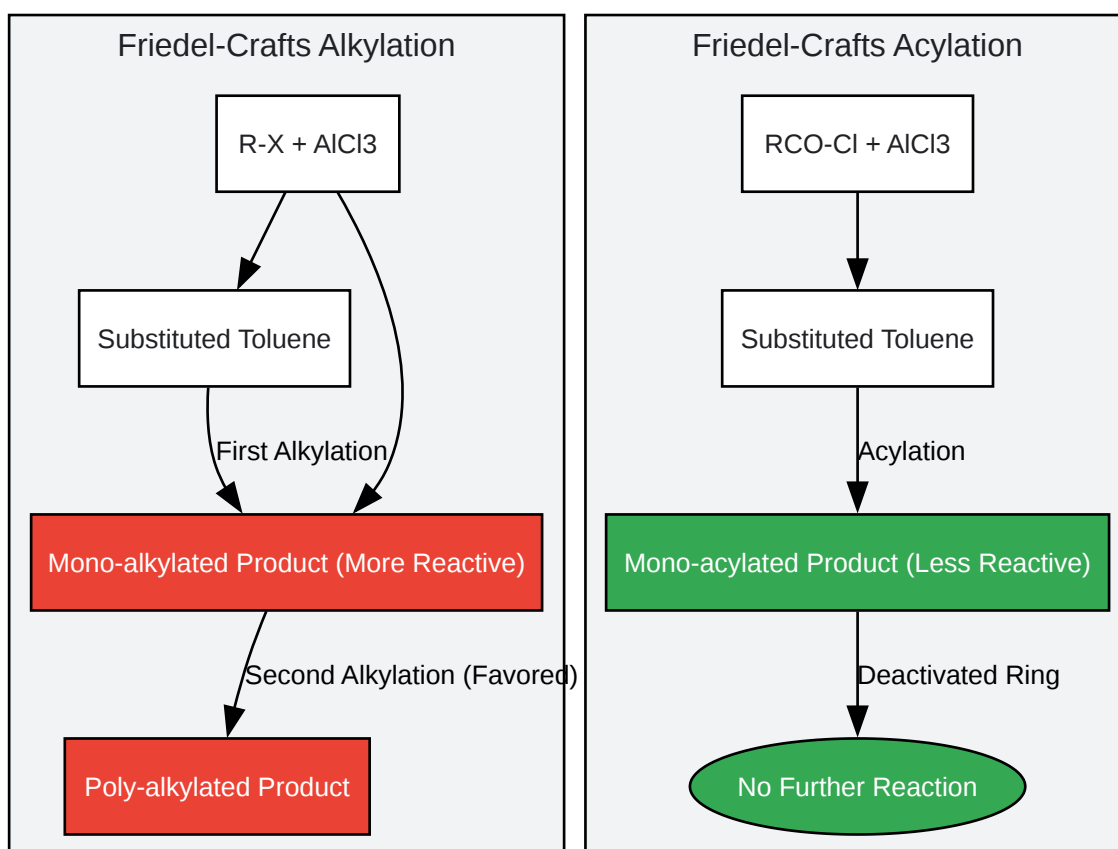 Friedel-Crafts Alkylation
R-X + AlCl3
Substituted Toluene
First Alkylation
Mono-alkylated Product (More Reactive)
Second Alkylation (Favored)
Poly-alkylated Product
Friedel-Crafts Acylation
RCO-Cl + AlCl3
Substituted Toluene
Acylation
Mono-acylated Product (Less Reactive)
Deactivated Ring
No Further Reaction